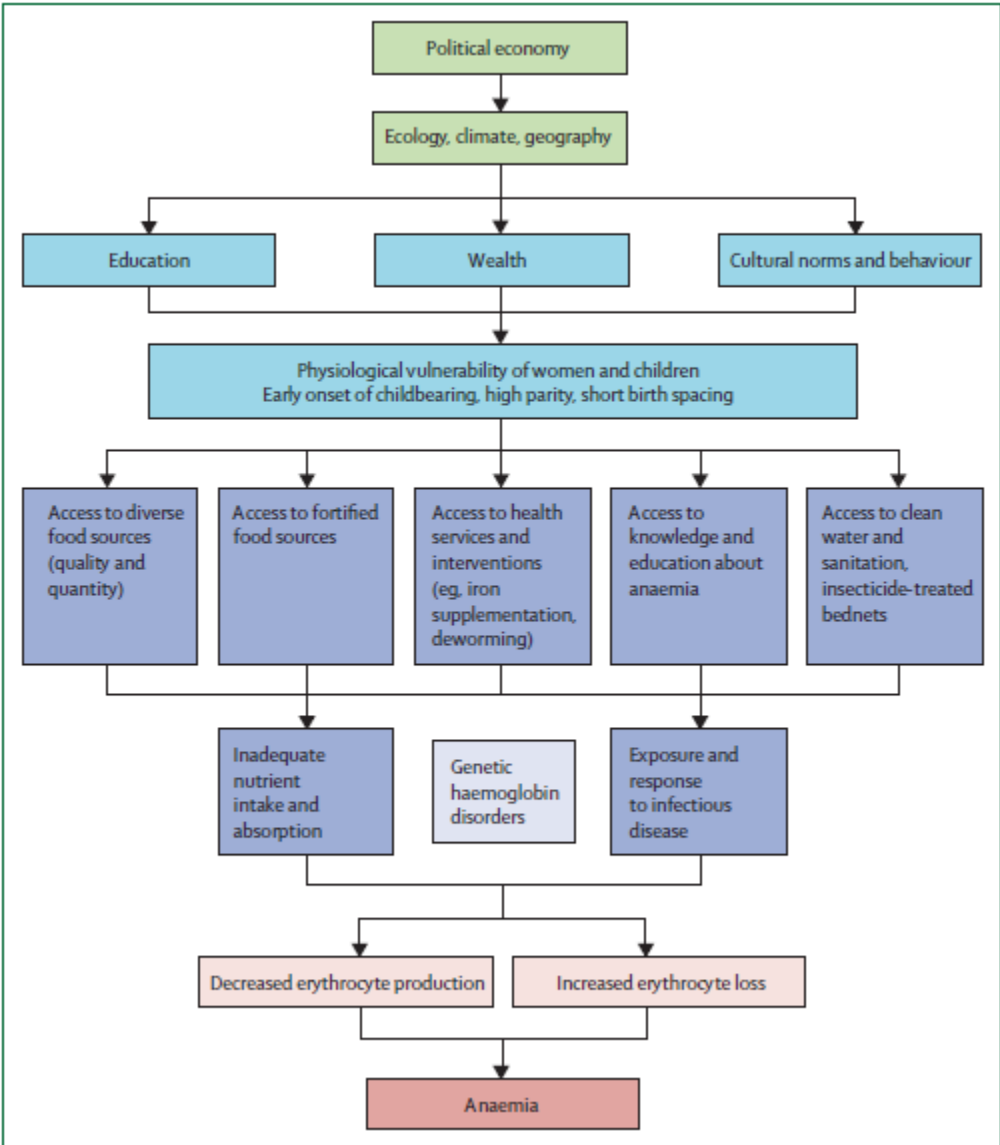 Political economy
Ecology, climate, geography
Education
Wealth
Cultural norms and behaviour
Physiological vulnerability of women and children
Early onset of childbearing, high parity, short birth spacing
Access to diverse
food sources
(quality and
quantity)
Access to fortified
food sources
Access to health
services and
interventions
(eg, iron
supplementation,
deworming)
Access to
knowledge and
education about
anaemia
Access to clean
water and
sanitation,
insecticide-treated
bednets
Inadequate
nutrient
intake and
absorption
Genetic
haemoglobin
disorders
Exposure and
response
to infectious
disease
Decreased erythrocyte production
Increased erythrocyte loss
Anaemia